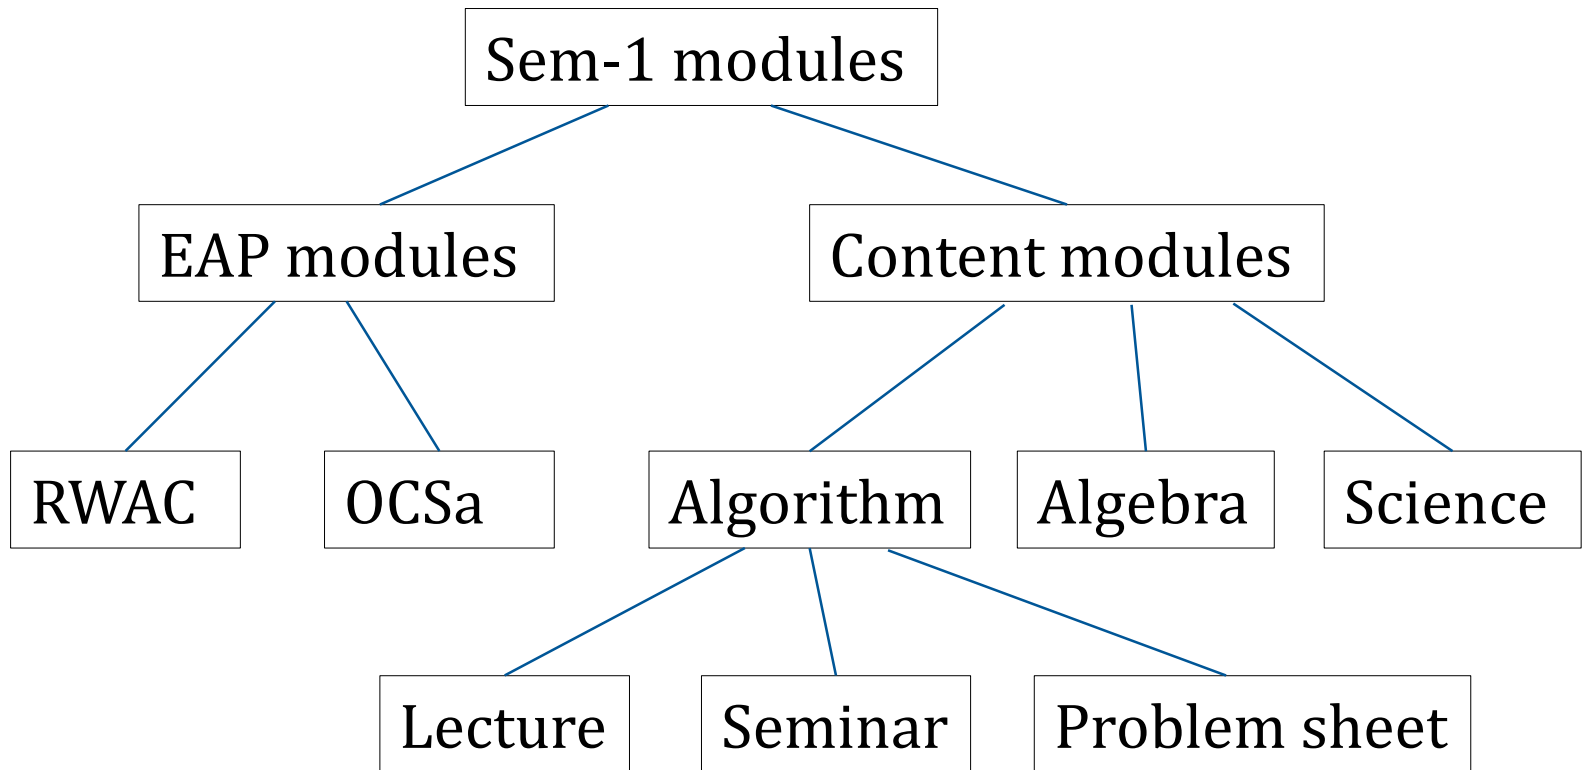 Sem-1 modules
EAP modules
Content modules
RWAC
OCSa
Algorithm
Algebra
Science
Lecture
Seminar
Problem sheet